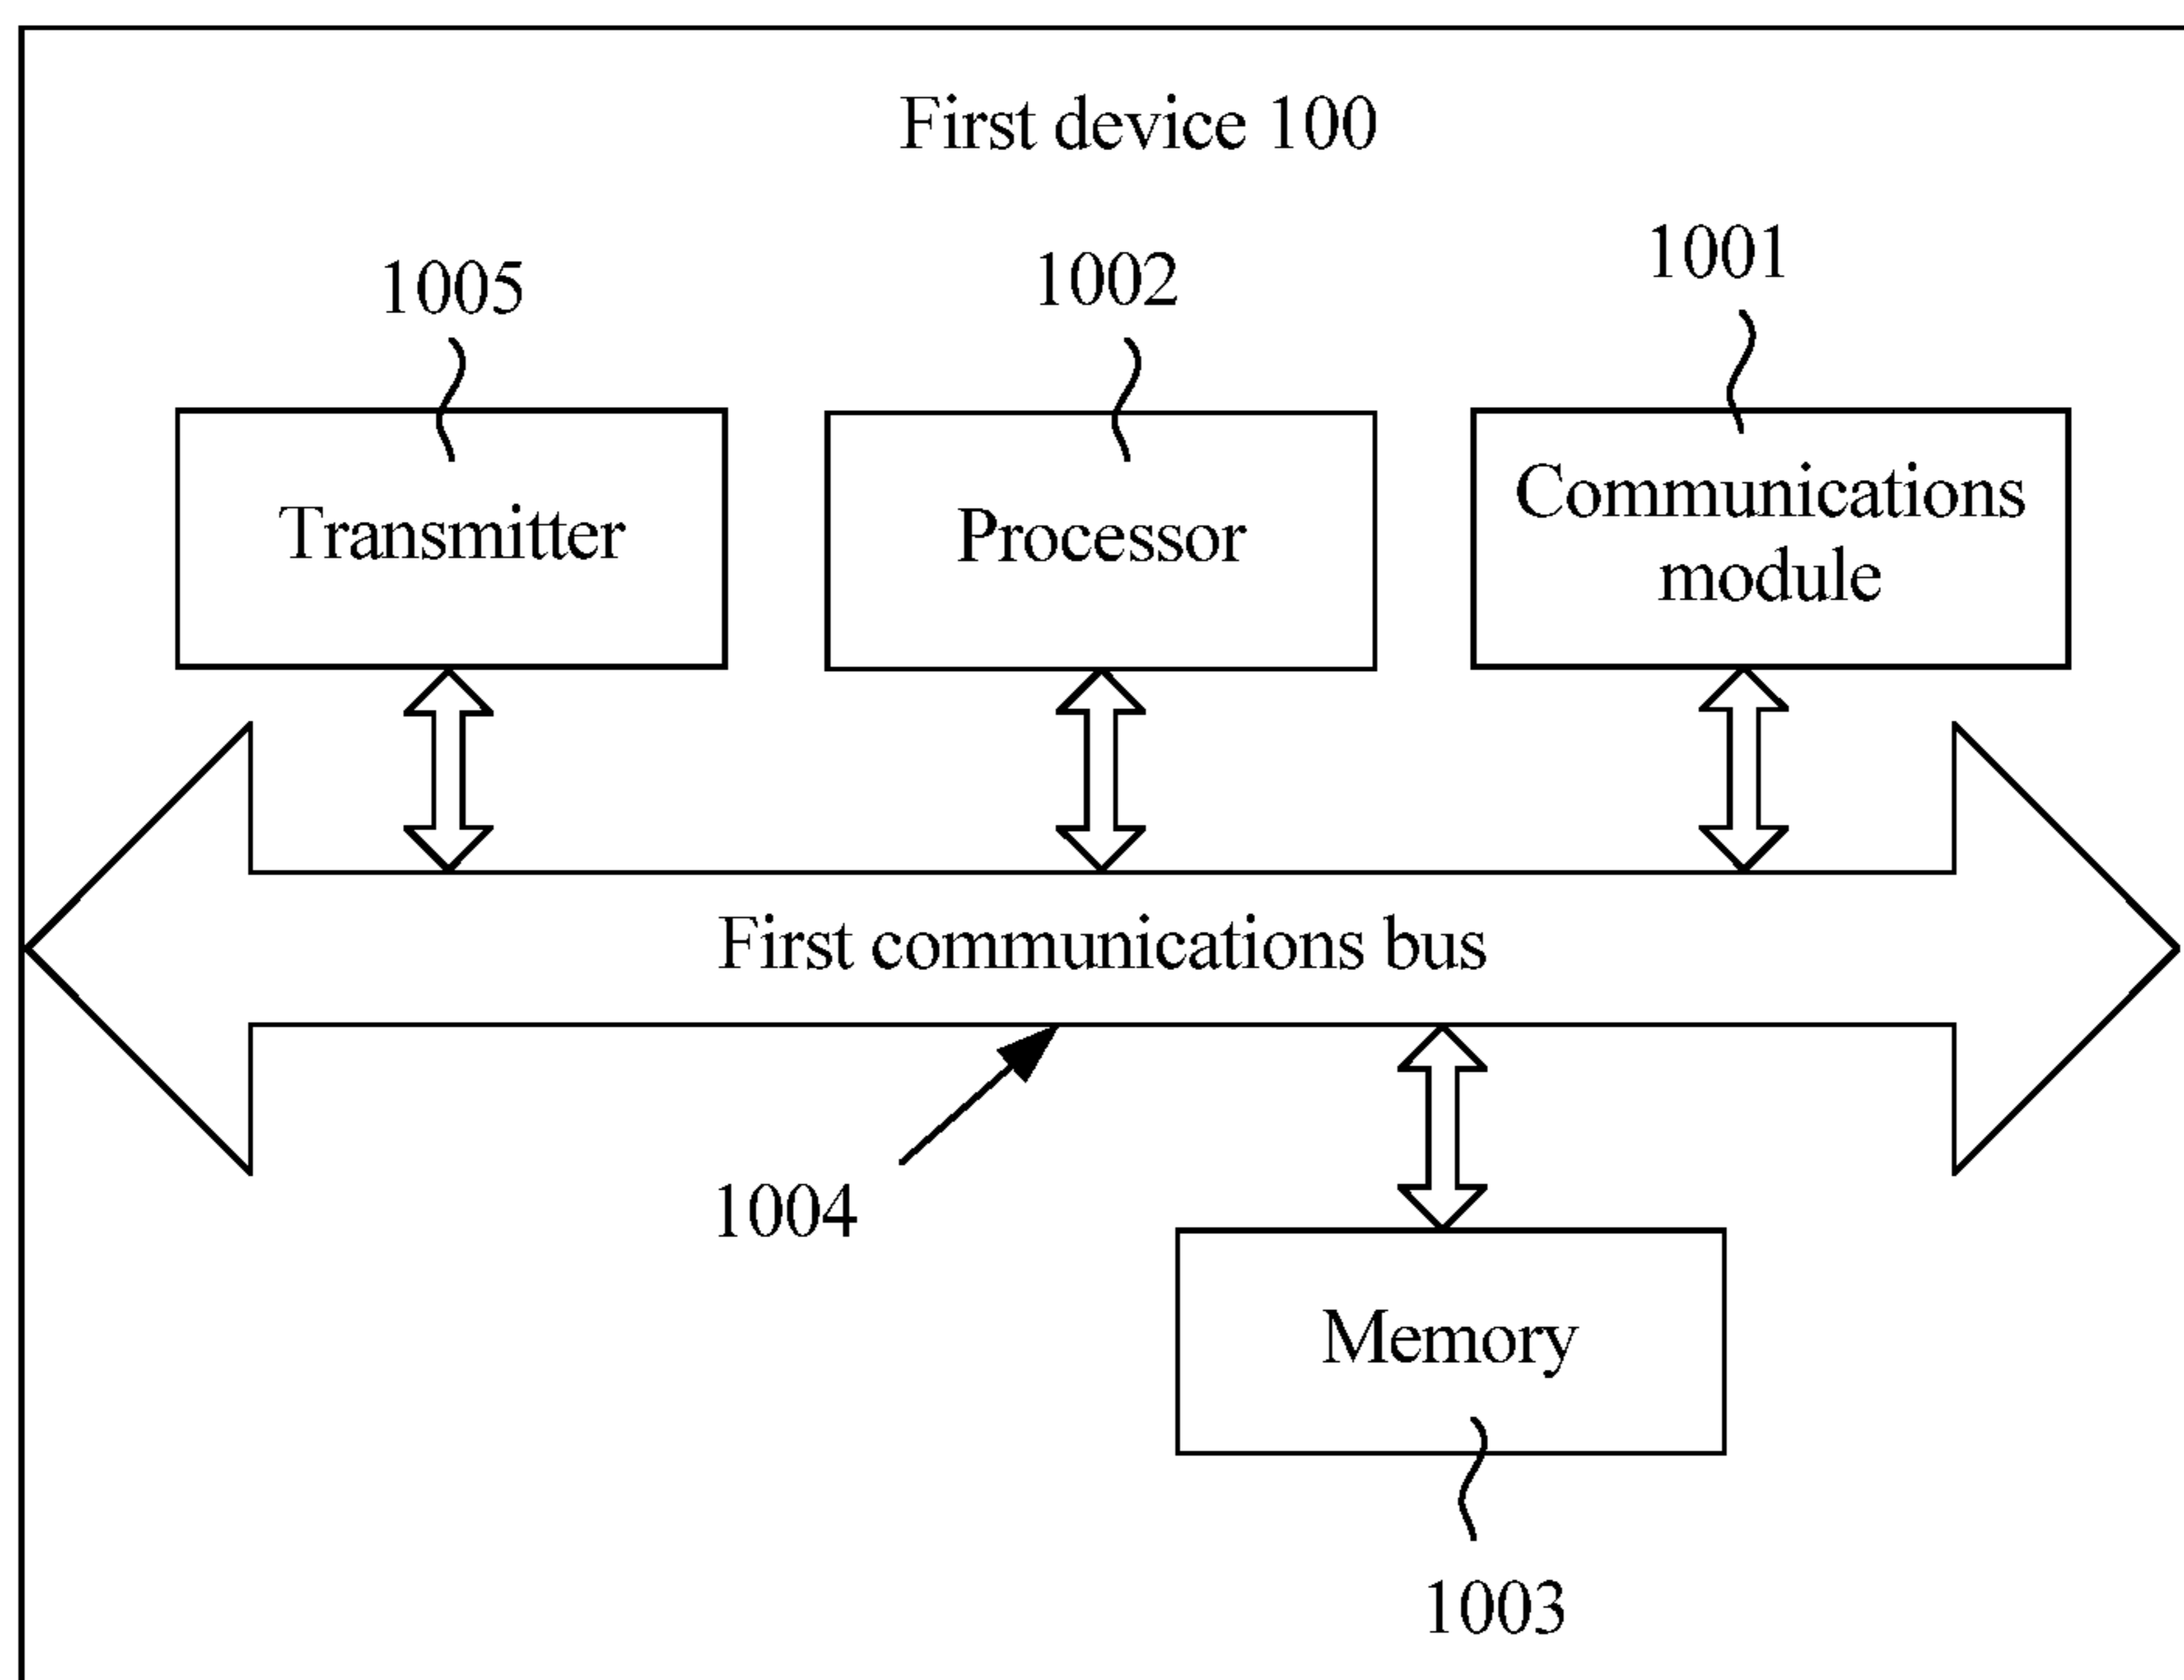 First device 100
1005
1002
1001
Transmitter
Processor
Communications
module
First communications bus
1004
Memory
1003